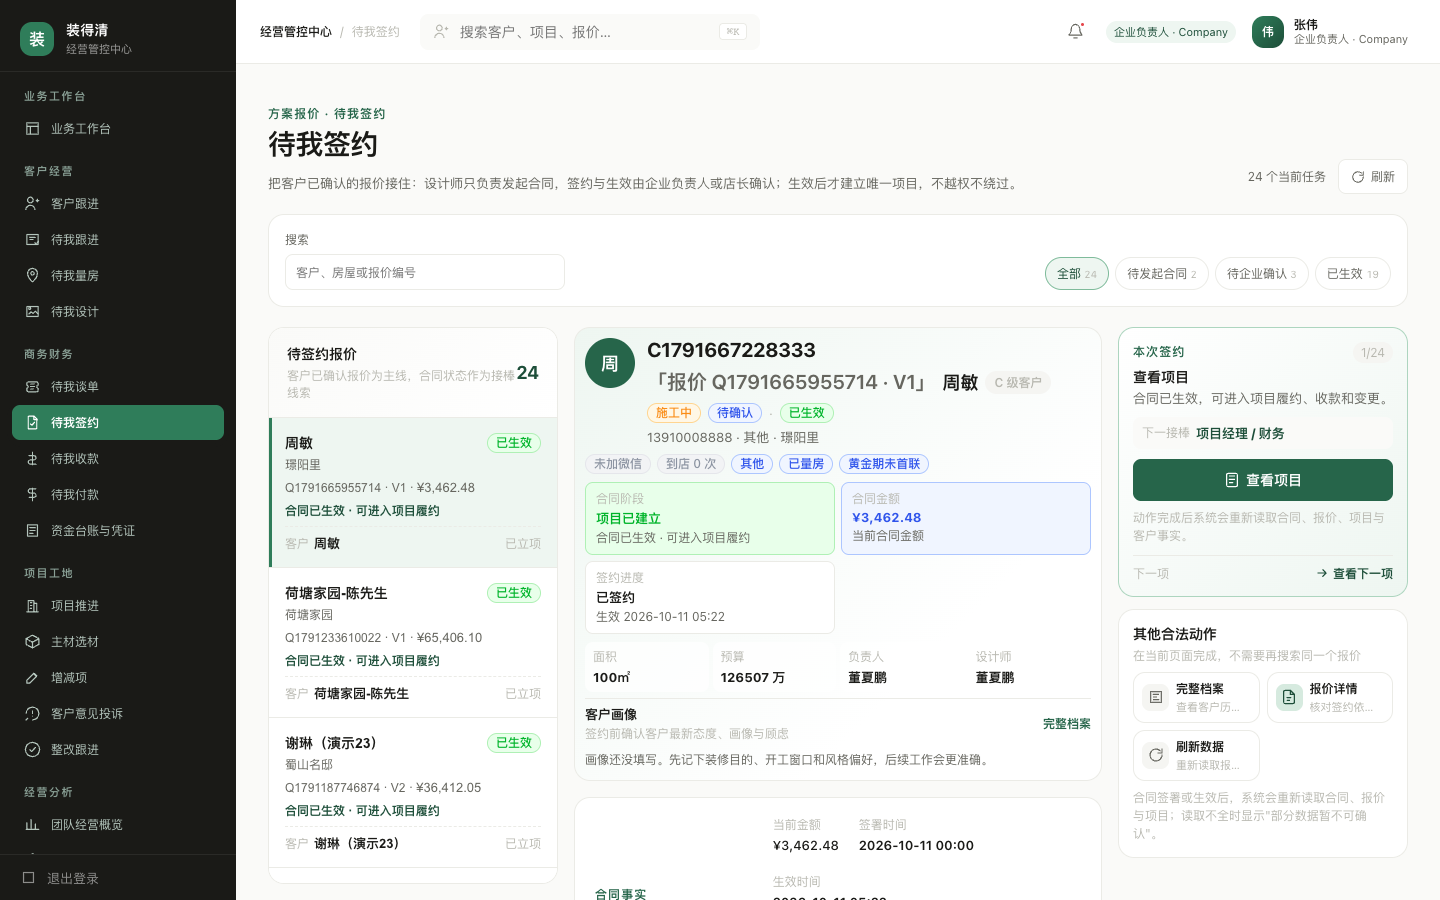 装
装得清
经营管控中心
业务工作台
业务工作台
客户经营
客户跟进
待我跟进
待我量房
待我设计
商务财务
待我谈单
待我签约
待我收款
待我付款
资金台账与凭证
项目工地
项目推进
主材选材
增减项
客户意见投诉
整改跟进
经营分析
团队经营概览
退出登录
经营管控中心 / 待我签约
搜索客户、项目、报价... ⌘K
企业负责人 · Company
伟
张伟
企业负责人 · Company
方案报价 · 待我签约
待我签约
把客户已确认的报价接住：设计师只负责发起合同，签约与生效由企业负责人或店长确认；生效后才建立唯一项目，不越权不绕过。
24 个当前任务
刷新
搜索
客户、房屋或报价编号
全部 24
待发起合同 2
待企业确认 3
已生效 19
待签约报价
客户已确认报价为主线，合同状态作为接棒线索
24
周敏
已生效
璟阳里
Q1791665955714 · V1 · ¥3,462.48
合同已生效 · 可进入项目履约
客户 周敏
已立项
荷塘家园-陈先生
已生效
荷塘家园
Q1791233610022 · V1 · ¥65,406.10
合同已生效 · 可进入项目履约
客户 荷塘家园-陈先生
已立项
谢琳（演示23）
已生效
蜀山名邸
Q1791187746874 · V2 · ¥36,412.05
合同已生效 · 可进入项目履约
客户 谢琳（演示23）
已立项
周
C1791667228333
「报价 Q1791665955714 · V1」 周敏 C 级客户
施工中 待确认 · 已生效
13910008888 · 其他 · 璟阳里
未加微信 到店 0 次 其他 已量房 黄金期未首联
合同阶段
项目已建立
合同已生效 · 可进入项目履约
合同金额
¥3,462.48
当前合同金额
签约进度
已签约
生效 2026-10-11 05:22
面积
100㎡
预算
126507 万
负责人
董夏鹏
设计师
董夏鹏
客户画像
签约前确认客户最新态度、画像与顾虑
完整档案
画像还没填写。先记下装修目的、开工窗口和风格偏好，后续工作会更准确。
合同事实
当前金额
¥3,462.48
签署时间
2026-10-11 00:00
生效时间
本次签约
1/24
查看项目
合同已生效，可进入项目履约、收款和变更。
下一接棒 项目经理 / 财务
查看项目
动作完成后系统会重新读取合同、报价、项目与客户事实。
下一项
查看下一项
其他合法动作
在当前页面完成，不需要再搜索同一个报价
完整档案
查看客户历...
报价详情
核对签约依...
刷新数据
重新读取报...
合同签署或生效后，系统会重新读取合同、报价与项目；读取不全时显示"部分数据暂不可确认"。